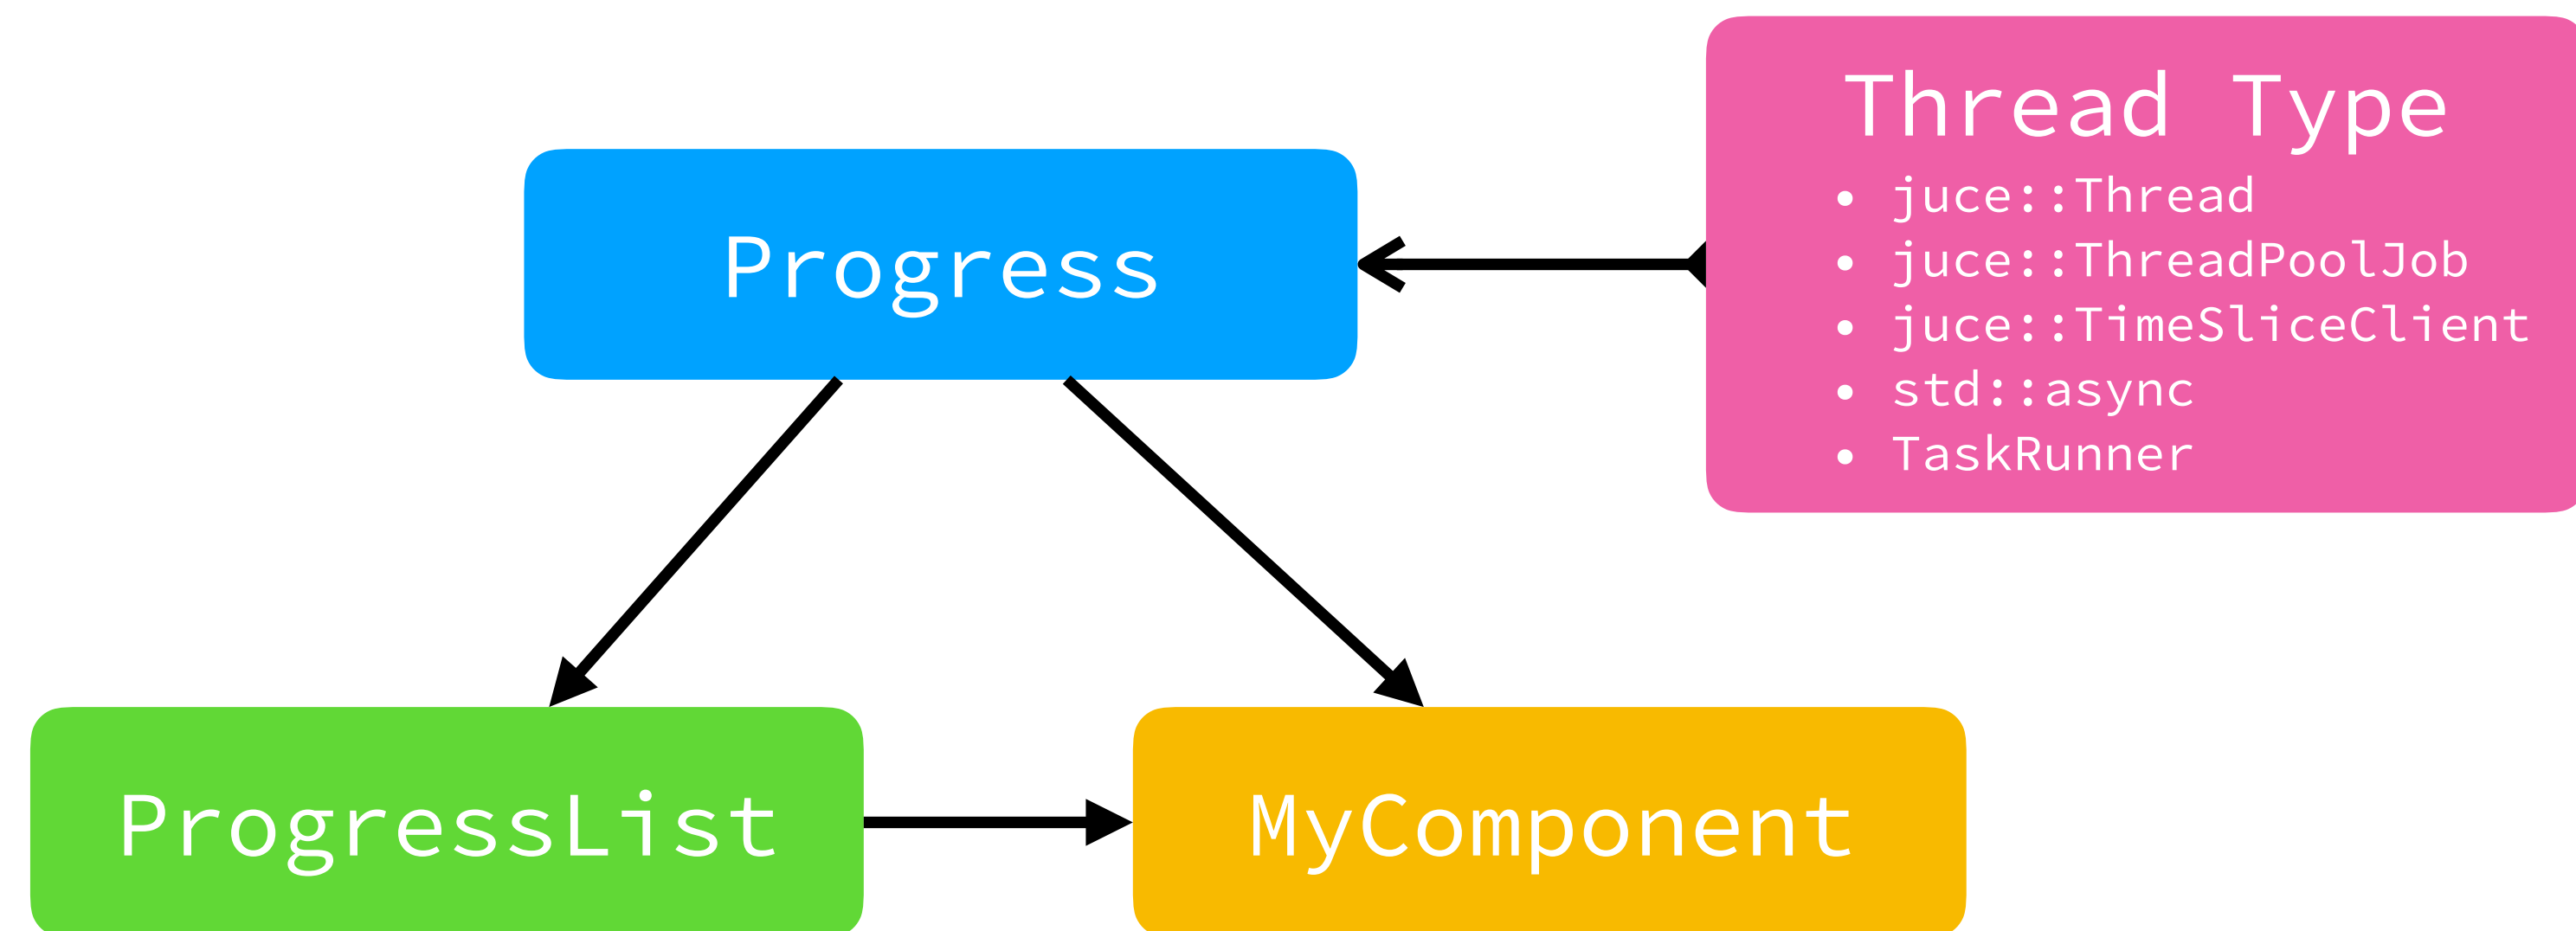 Thread Type
• juce::Thread
• juce::ThreadPoolJob
• juce::TimeSliceClient
• std::async
• TaskRunner
Progress
ProgressList
MyComponent